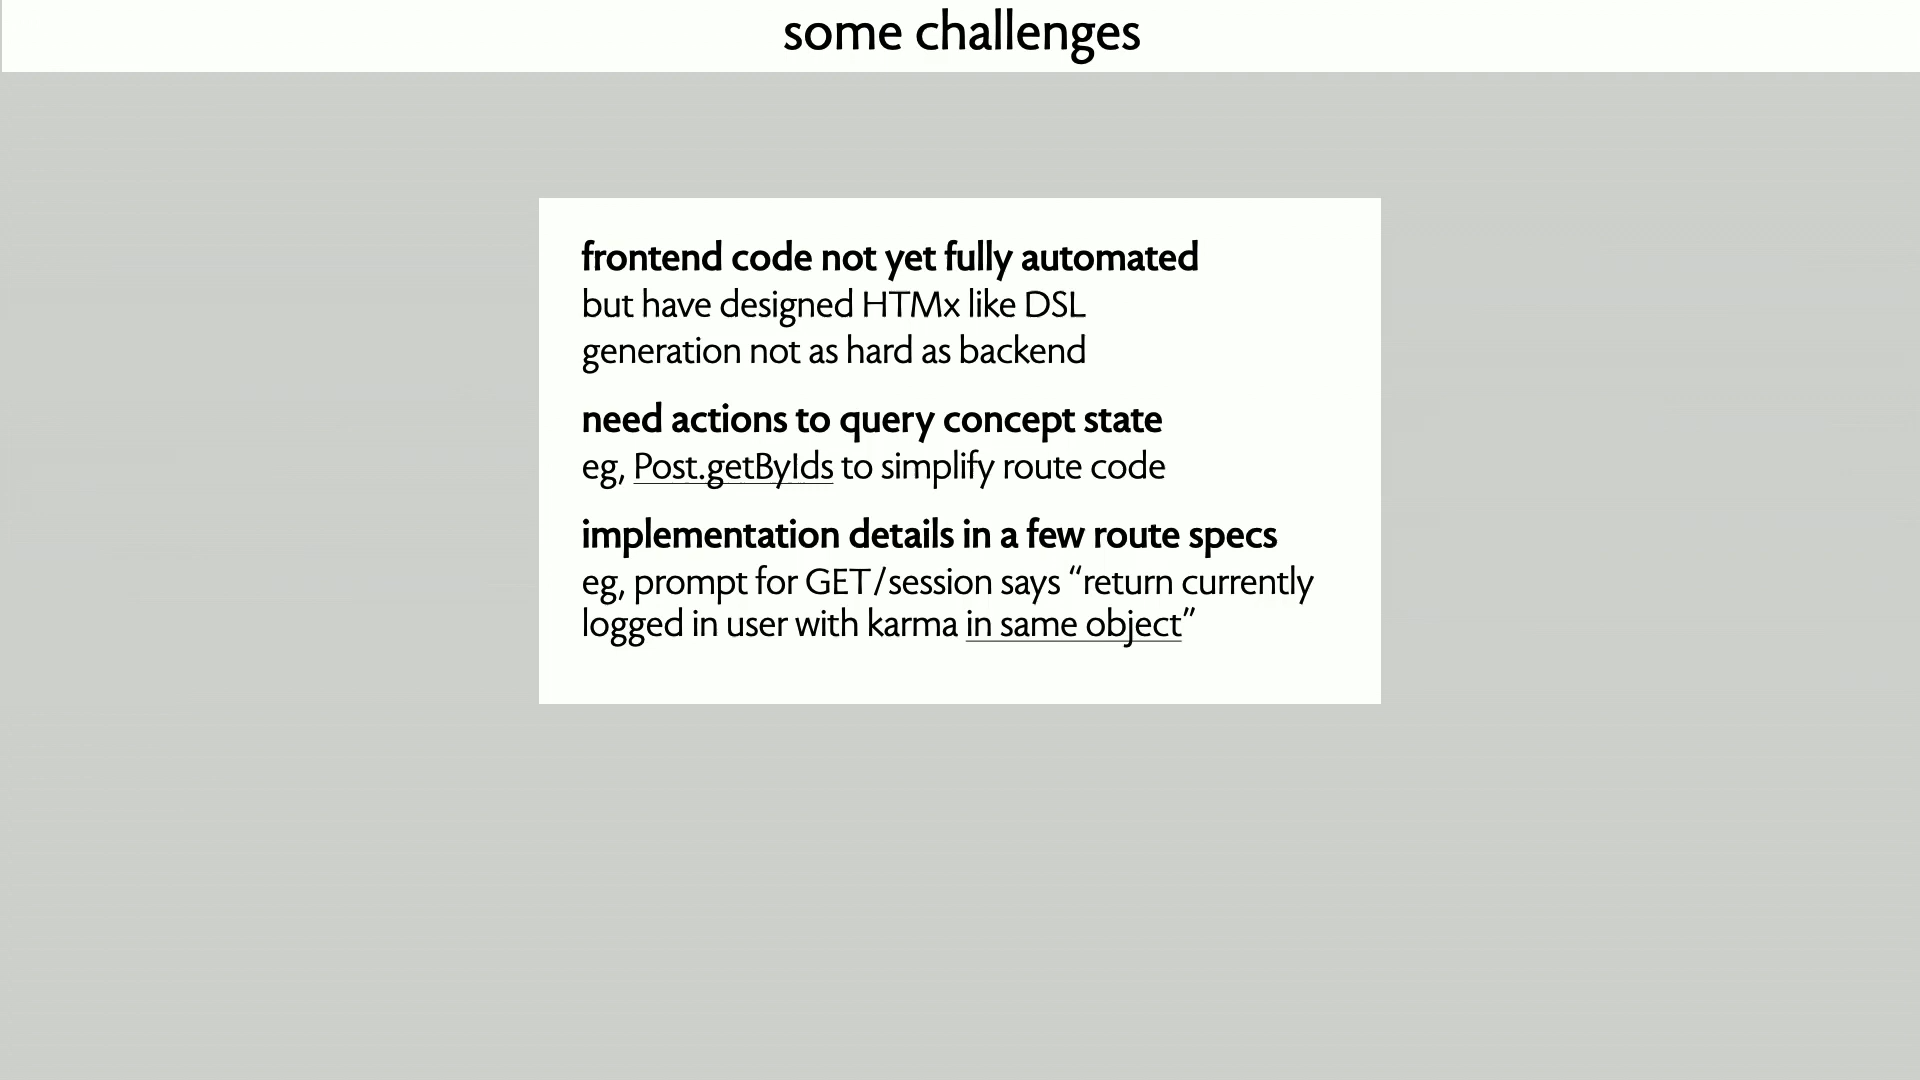 some challenges
frontend code not yet fully automated
but have designed HTMx like DSL
generation not as hard as backend
need actions to query concept state
eg, Post.getByIds to simplify route code
implementation details in a few route specs
eg, prompt for GET/session says “return currently
logged in user with karma in same object”